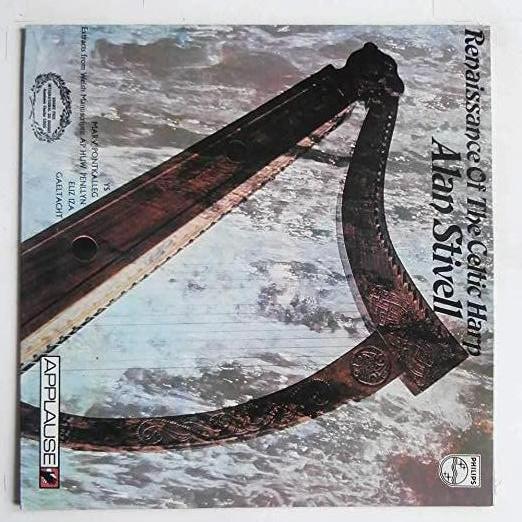 Renaissance Of The Celtic Harp
Alan Stivell
YS
MARV PONTKALLEG
Extracts from Welsh Manuscripts: AP HUW PENLLYN
ELIZ IZA
GAELTACHT
APPLAUSE
PHILIPS